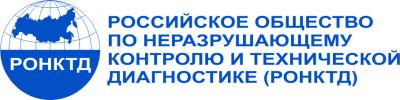 РОНКТД
РОССИЙСКОЕ ОБЩЕСТВО
ПО НЕРАЗРУШАЮЩЕМУ
КОНТРОЛЮ И ТЕХНИЧЕСКОЙ
ДИАГНОСТИКЕ (РОНКТД)